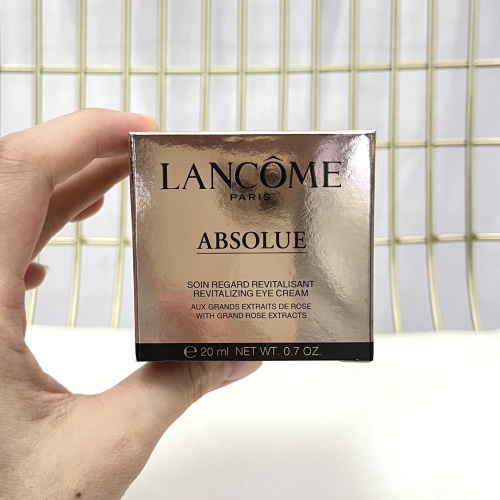 LANCÔME
PARIS
ABSOLUE
SOIN REGARD REVITALISANT
REVITALIZING EYE CREAM
AUX GRANDS EXTRAITS DE ROSE
WITH GRAND ROSE EXTRACTS
℮ 20 ml NET WT. 0.7 OZ.